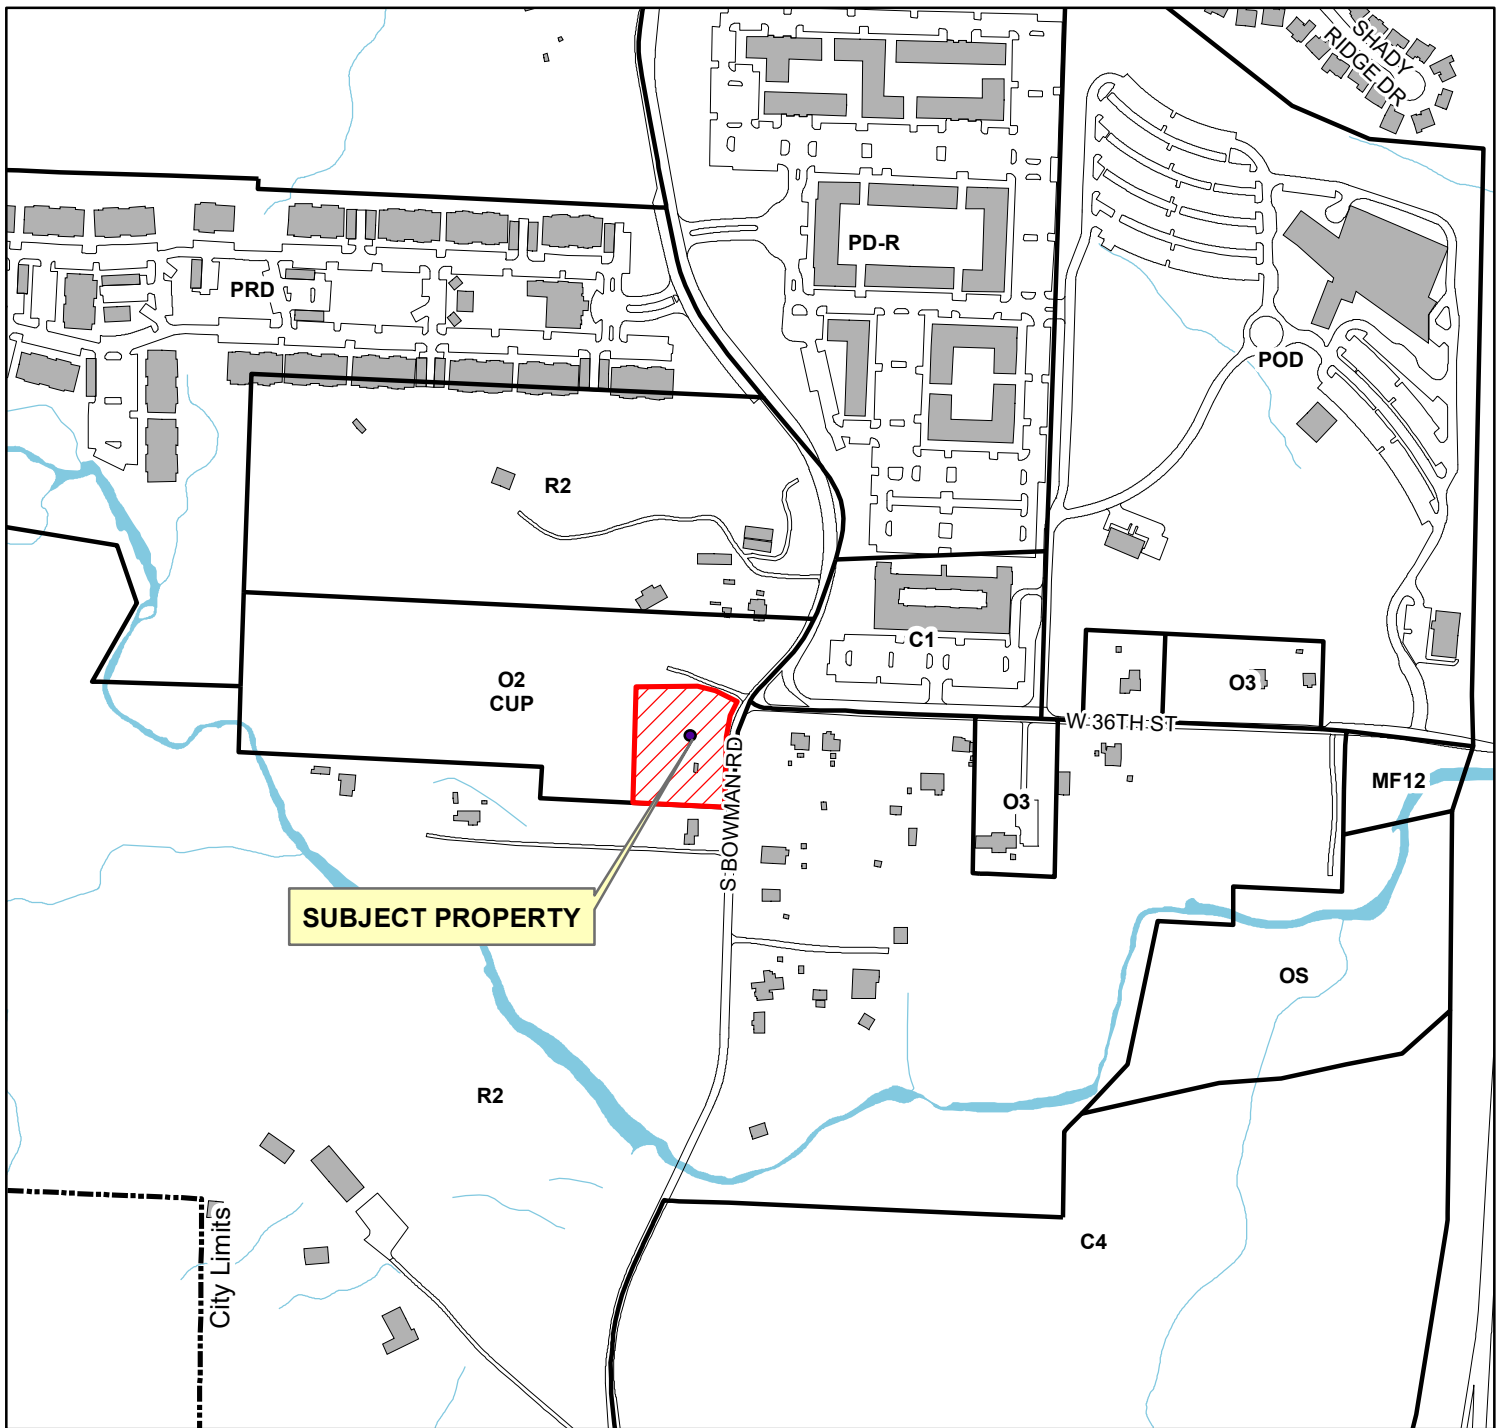 SHADY
RIDGE DR
PD-R
PRD
POD
R2
C1
O2
CUP
O3
W 36TH ST
S BOWMAN RD
MF12
O3
SUBJECT PROPERTY
OS
R2
C4
City Limits